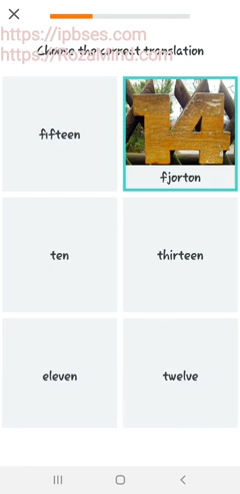 https://ipbses.com
Choose the correct translation
https://RozaMind.com
fifteen
14
fjorton
ten
thirteen
eleven
twelve